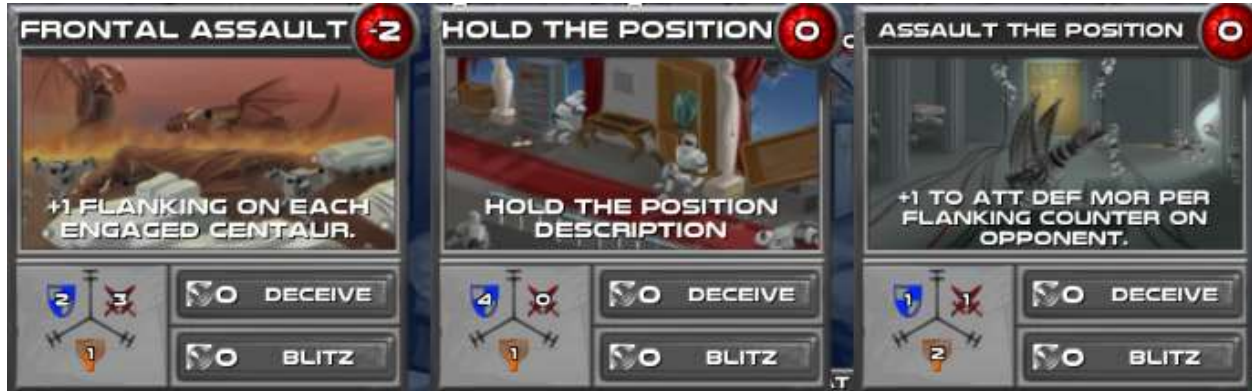 FRONTAL ASSAULT -2
+1 FLANKING ON EACH
ENGAGED CENTAUR.
2 3
1
0 DECEIVE
0 BLITZ
HOLD THE POSITION 0
HOLD THE POSITION
DESCRIPTION
4 0
1
0 DECEIVE
0 BLITZ
ASSAULT THE POSITION 0
+1 TO ATT DEF MOR PER
FLANKING COUNTER ON
OPPONENT.
1 1
2
0 DECEIVE
0 BLITZ